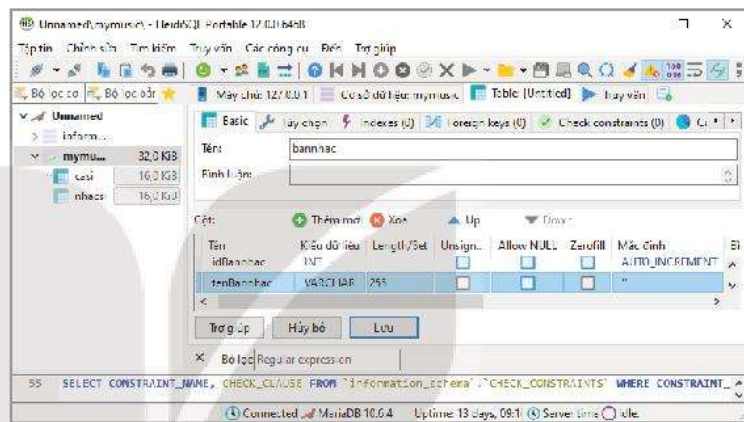 Unnamed\mymusic\ - HeidiSQL Portable 12.0.0.6468
Tập tin Chỉnh sửa Tìm kiếm Truy vấn Các công cụ Đến Trợ giúp
Bộ lọc cơ Bộ lọc bản Máy chủ: 127.0.0.1 Cơ sở dữ liệu: mymusic Table: [Untitled] Truy vấn
Unnamed
inform...
mymu... 32,0 KiB
casi 16,0 KiB
nhacs 16,0 KiB
Basic Tùy chọn Indexes (0) Foreign keys (0) Check constraints (0)
Tên: bannhac
Bình luận:
Cột: Thêm mới Xóa Up Down
Tên Kiểu dữ liệu Length/Set Unsign... Allow NULL Zerofill Mặc định
idBannhac INT AUTO_INCREMENT
tenBannhac VARCHAR 255 ''
Trợ giúp Hủy bỏ Lưu
Bộ lọc: Regular expression
55 SELECT CONSTRAINT_NAME, CHECK_CLAUSE FROM `information_schema`.`CHECK_CONSTRAINTS` WHERE CONSTRAINT_
Connected MariaDB 10.6.4 Uptime: 13 days, 09:1 Server time Idle.